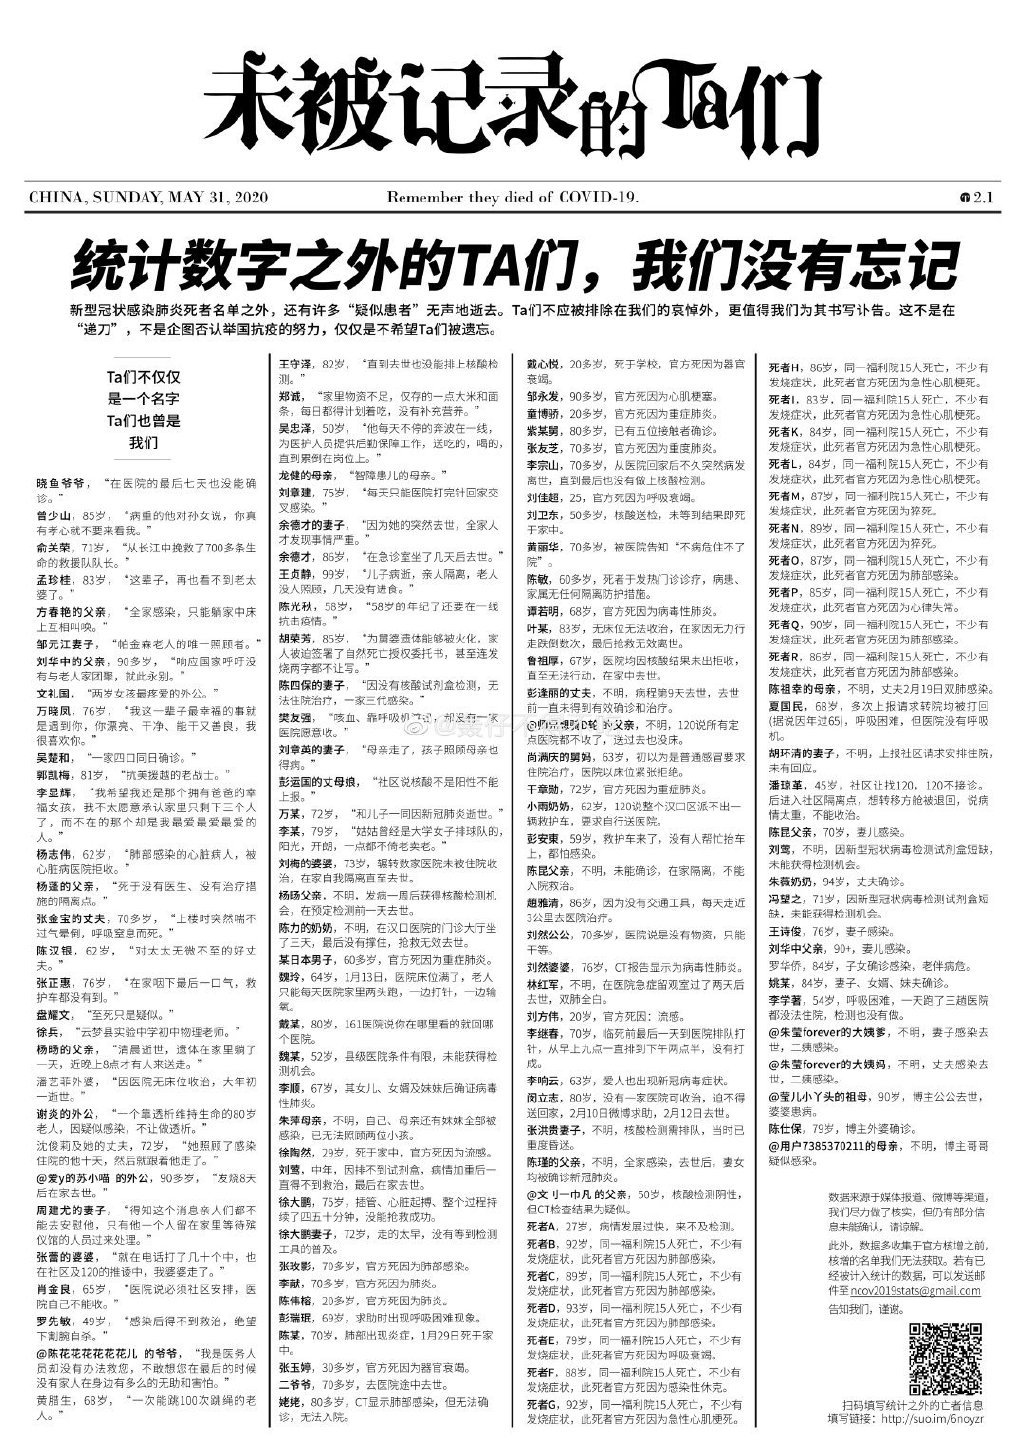 未被记录的Ta们
CHINA, SUNDAY, MAY 31, 2020
Remember they died of COVID-19.
2.1
统计数字之外的TA们，我们没有忘记
新型冠状感染肺炎死者名单之外，还有许多“疑似患者”无声地逝去。Ta们不应被排除在我们的哀悼外，更值得我们为其书写讣告。这不是在
“递刀”，不是企图否认举国抗疫的努力，仅仅是不希望Ta们被遗忘。
Ta们不仅仅
是一个名字
Ta们也曾是
我们
晓鱼爷爷，“在医院的最后七天也没能确
诊。”
曾少山，85岁，“病重的他对孙女说，你真
有孝心就不要来看我。”
俞关荣，71岁，“从长江中挽救了700多条生
命的救援队队长。”
孟珍桂，83岁，“这辈子，再也看不到老太
婆了。”
方春艳的父亲，“全家感染，只能躺家中床
上互相叫唤。”
邹元江妻子，“帕金森老人的唯一照顾者。”
刘华中的父亲，90多岁，“响应国家呼吁没
有与老人家团聚，就此永别。”
文礼国，“两岁女孩最疼爱的外公。”
万晓凤，76岁，“我这一辈子最幸福的事就
是遇到你，你漂亮、干净、能干又善良，我
很喜欢你。”
吴楚和，“一家四口同日确诊。”
郭凯梅，81岁，“抗美援越的老战士。”
李显辉，“我希望我还是那个拥有爸爸的幸
福女孩，我不太愿意承认家里只剩下三个人
了，而不在的那个却是我最爱最爱最爱的
人。”
杨志伟，62岁，“肺部感染的心脏病人，被
心脏病医院拒收。”
杨蓬的父亲，“死于没有医生、没有治疗措
施的隔离点。”
张金宝的丈夫，70多岁，“上楼时突然喘不
过气晕倒，呼吸窒息而死。”
陈汉银，62岁，“对太太无微不至的好丈
夫。”
张正惠，76岁，“在家咽下最后一口气，救
护车都没有到。”
盘耀文，“至死只是疑似。”
徐兵，“云梦县实验中学初中物理老师。”
杨旸的父亲，“清晨逝世，遗体在家里躺了
一天，近晚上8点才有人来送走。”
潘艺菲外婆，“因医院无床位收治，大年初
一逝世。”
谢炎的外公，“一个靠透析维持生命的80岁
老人，因疑似感染，不让做透析。”
沈俊莉及她的丈夫，72岁，“她照顾了感染
住院的他十天，然后就跟着他走了。”
@爱y的苏小喵 的外公，90多岁，“发烧8天
后在家去世。”
周建尤的妻子，“得知这个消息亲人们都不
能去安慰他，只有他一个人留在家里等待殡
仪馆的人员过来处理。”
张蕾的婆婆，“就在电话打了几十个中，也
在社区及120的推诿中，我婆婆走了。”
肖金良，65岁，“医院说必须社区安排，医
院自己不能收。”
罗先敏，49岁，“感染后得不到救治，绝望
下割腕自杀。”
@陈花花花花花花儿 的爷爷，“我是医务人
员却没有办法救您，不敢想您在最后的时候
没有家人在身边有多么的无助和害怕。”
黄腊生，68岁，“一次能跳100次跳绳的老
人。”
王守泽，82岁，“直到去世也没能排上核酸检
测。”
郑诚，“家里物资不足，仅存的一点大米和面
条，每日都得计划着吃，没有补充营养。”
吴忠泽，50岁，“他每天不停的奔波在一线，
为医护人员提供后勤保障工作，送吃的，喝的，
直到累倒在岗位上。”
龙健的母亲，“智障患儿的母亲。”
刘章建，75岁，“每天只能医院打完针回家交
叉感染。”
余德才的妻子，“因为她的突然去世，全家人
才发现事情严重。”
余德才，86岁，“在急诊室坐了几天后去世。”
王贞静，99岁，“儿子病逝，亲人隔离，老人
没人照顾，几天没有进食。”
陈光秋，58岁，“58岁的年纪了还要在一线
抗击疫情。”
胡荣芳，85岁，“为舅婆遗体能够被火化，家
人被迫签署了自然死亡授权委托书，甚至连发
烧两字都不让写。”
陈四保的妻子，“因没有核酸试剂盒检测，无
法住院治疗，一家三代感染。”
樊友强，“咳血、靠呼吸机，却没有一家
医院愿意收。”
刘章英的妻子，“母亲走了，孩子照顾母亲也
得病。”
彭运国的丈母娘，“社区说核酸不是阳性不能
上报。”
万某，72岁，“和儿子一同因新冠肺炎逝世。”
李某，79岁，“姑姑曾经是大学女子排球队的，
阳光，开朗，一点都不倚老卖老。”
刘梅的婆婆，73岁，辗转数家医院未被住院收
治，在家自我隔离直至去世。
杨旸父亲，不明，发病一周后获得核酸检测机
会，在预定检测前一天去世。
陈力的奶奶，不明，在汉口医院的门诊大厅坐
了三天，最后没有撑住，抢救无效去世。
某日本男子，60多岁，官方死因为重症肺炎。
魏玲，64岁，1月13日，医院床位满了，老人
只能每天医院家里两头跑，一边打针，一边输
氧。
戴某，80岁，161医院说你在哪里看的就回哪
个医院。
魏某，52岁，县级医院条件有限，未能获得检
测机会。
李顺，67岁，其女儿、女婿及妹妹后确证病毒
性肺炎。
朱萍母亲，不明，自己、母亲还有妹妹全部被
感染，已无法照顾两位小孩。
徐陶然，29岁，死于家中，官方死因为流感。
刘莺，中年，因排不到试剂盒，病情加重后一
直得不到救治，最后在家去世。
徐大鹏，75岁，插管、心脏起搏、整个过程持
续了四五十分钟，没能抢救成功。
徐大鹏妻子，72岁，走的太早，没有等到检测
工具的普及。
张玫影，70多岁，官方死因为肺部感染。
李献，70多岁，官方死因为肺炎。
陈伟榕，20多岁，官方死因为肺炎。
彭瑞珉，69岁，求助时出现呼吸困难现象。
陈某，70岁，肺部出现炎症，1月29日死于家
中。
张玉婷，30多岁，官方死因为器官衰竭。
二爷爷，70多岁，去医院途中去世。
姥姥，80多岁，CT显示肺部感染，但无法确
诊，无法入院。
戴心悦，20多岁，死于学校，官方死因为器官
衰竭。
邹永发，90多岁，官方死因为心肌梗塞。
童博骄，20多岁，官方死因为重症肺炎。
紫某舅，80多岁，已有五位接触者确诊。
张友芝，70多岁，官方死因为重度肺炎。
李宗山，70多岁，从医院回家后不久突然病发
离世，直到最后也没有做上核酸检测。
刘佳超，25，官方死因为呼吸衰竭。
刘卫东，50多岁，核酸送检，未等到结果即死
于家中。
黄丽华，70多岁，被医院告知“不病危住不了
院”。
陈敏，60多岁，死者于发热门诊诊疗，病患、
家属无任何隔离防护措施。
谭若明，68岁，官方死因为病毒性肺炎。
叶某，83岁，无床位无法收治，在家因无力行
走跌倒数次，最后抢救无效离世。
鲁祖厚，67岁，医院均因核酸结果未出拒收，
直至无法行动，在家中去世。
彭逢丽的丈夫，不明，病程第9天去世，去世
前一直未得到有效确诊和治疗。
父亲，不明，120说所有定
点医院都不收了，送过去也没床。
尚满庆的舅妈，63岁，初以为是普通感冒要求
住院治疗，医院以床位紧张拒绝。
干章勋，72岁，官方死因为重症肺炎。
小雨奶奶，62岁，120说整个汉口区派不出一
辆救护车，要求自行送医院。
彭安東，59岁，救护车来了，没有人帮忙抬车
上，都怕感染。
陈昆父亲，不明，未能确诊，在家隔离，不能
入院救治。
趙雅清，86岁，因为没有交通工具，每天走近
3公里去医院治疗。
刘然公公，70多岁，医院说是没有物资，只能
干等。
刘然婆婆，76岁，CT报告显示为病毒性肺炎。
林红军，不明，在医院急症留观室过了两天后
去世，双肺全白。
刘方伟，20岁，官方死因：流感。
李继春，70岁，临死前最后一天到医院排队打
针，从早上九点一直排到下午两点半，没有打
成。
李响云，63岁，爱人也出现新冠病毒症状。
闵立志，80岁，没有一家医院可收治，迫不得
送回家，2月10日微博求助，2月12日去世。
张洪贵妻子，不明，核酸检测需排队，当时已
重度昏迷。
陈瑾的父亲，不明，全家感染，去世后，妻女
均被确诊新冠肺炎。
的父亲，50岁，核酸检测阴性，
但CT检查结果为疑似。
死者A，27岁，病情发展过快，来不及检测。
死者B，92岁，同一福利院15人死亡，不少有
发烧症状，此死者官方死因为肺部感染。
死者C，89岁，同一福利院15人死亡，不少有
发烧症状，此死者官方死因为肺部感染。
死者D，93岁，同一福利院15人死亡，不少有
发烧症状，此死者官方死因为肺部感染。
死者E，79岁，同一福利院15人死亡，不少有
发烧症状，此死者官方死因为呼吸衰竭。
死者F，88岁，同一福利院15人死亡，不少有
发烧症状，此死者官方死因为感染性休克。
死者G，92岁，同一福利院15人死亡，不少有
发烧症状，此死者官方死因为急性心肌梗死。
死者H，86岁，同一福利院15人死亡，不少有
发烧症状，此死者官方死因为急性心肌梗死。
死者I，83岁，同一福利院15人死亡，不少有
发烧症状，此死者官方死因为急性心肌梗死。
死者K，84岁，同一福利院15人死亡，不少有
发烧症状，此死者官方死因为急性心肌梗死。
死者L，84岁，同一福利院15人死亡，不少有
发烧症状，此死者官方死因为急性心肌梗死。
死者M，87岁，同一福利院15人死亡，不少有
发烧症状，此死者官方死因为猝死。
死者N，89岁，同一福利院15人死亡，不少有
发烧症状，此死者官方死因为猝死。
死者O，87岁，同一福利院15人死亡，不少有
发烧症状，此死者官方死因为肺部感染。
死者P，85岁，同一福利院15人死亡，不少有
发烧症状，此死者官方死因为心律失常。
死者Q，90岁，同一福利院15人死亡，不少有
发烧症状，此死者官方死因为肺部感染。
死者R，86岁，同一福利院15人死亡，不少有
发烧症状，此死者官方死因为肺部感染。
陈祖幸的母亲，不明，丈夫2月19日双肺感染。
夏国民，68岁，多次上报请求转院均被打回
(据说因年过65)，呼吸困难，但医院没有呼吸
机。
胡环清的妻子，不明，上报社区请求安排住院，
未有回应。
潘琼革，45岁，社区让找120，120不接诊。
后进入社区隔离点，想转移方舱被退回，说病
情太重，不能收治。
陈昆父亲，70岁，妻儿感染。
刘莺，不明，因新型冠状病毒检测试剂盒短缺，
未能获得检测机会。
朱薇奶奶，94岁，丈夫确诊。
冯望之，71岁，因新型冠状病毒检测试剂盒短
缺，未能获得检测机会。
王诗俊，76岁，妻子感染。
刘华中父亲，90+，妻儿感染。
罗华侨，84岁，子女确诊感染，老伴病危。
姚某，84岁，妻子、女婿、妹夫确诊。
李学著，54岁，呼吸困难，一天跑了三趟医院
都没法住院，检测也没有做。
@朱莹forever的大姨爹，不明，妻子感染去
世，二姨感染。
@朱莹forever的大姨妈，不明，丈夫感染去
世，二姨感染。
@莹儿小丫头的祖母，90岁，博主公公去世，
婆婆患病。
陈仕保，79岁，博主外婆确诊。
@用户7385370211的母亲，不明，博主哥哥
疑似感染。
数据来源于媒体报道、微博等渠道，
我们尽力做了核实，但仍有部分信
息未能确认，请谅解。
此外，数据多收集于官方核增之前，
核增的名单我们无法获取。若有已
经被计入统计的数据，可以发送邮
件至 ncov2019stats@gmail.com
告知我们，谨谢。
扫码填写统计之外的亡者信息
填写链接：http://suo.im/6noyzr